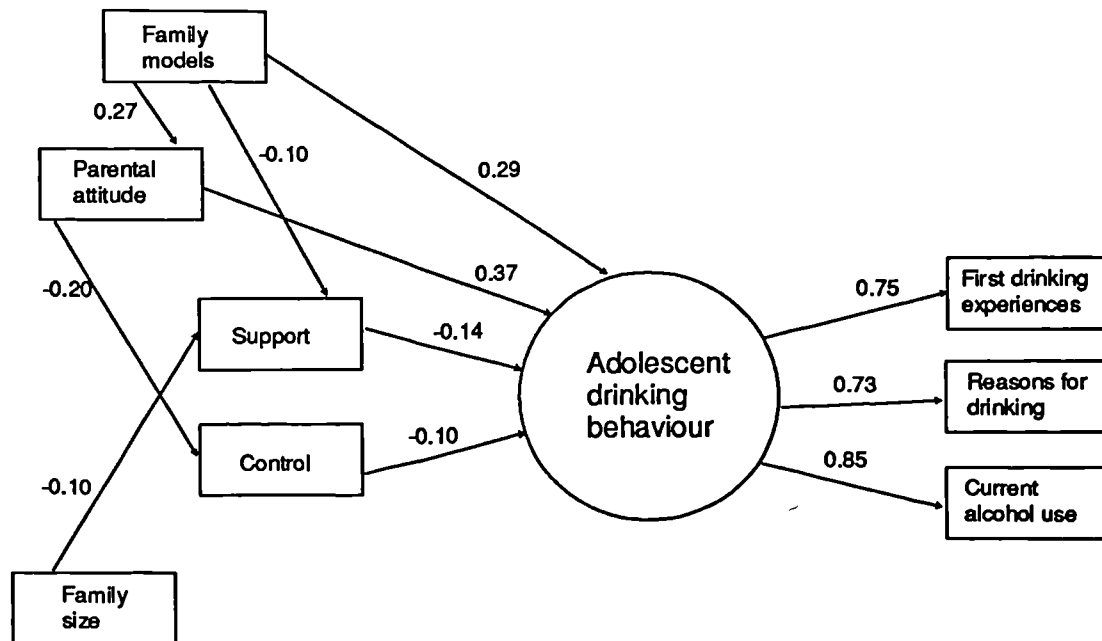 Family
models
0.27
-0.10
0.29
Parental
attitude
0.37
-0.20
Support
-0.14
Control
-0.10
-0.10
Family
size
Adolescent
drinking
behaviour
0.75
First drinking
experiences
0.73
Reasons for
drinking
0.85
Current
alcohol use